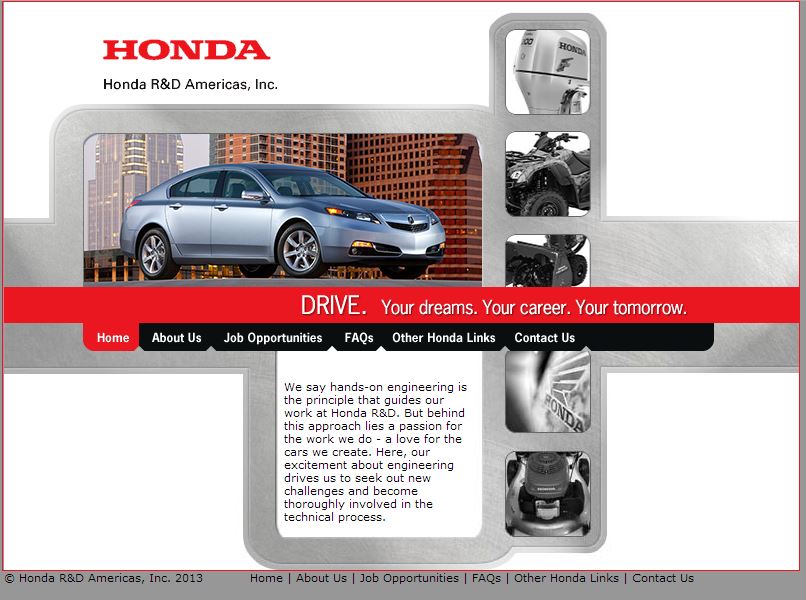 HONDA
Honda R&D Americas, Inc.
HONDA
DRIVE. Your dreams. Your career. Your tomorrow.
Home About Us Job Opportunities FAQs Other Honda Links Contact Us
We say hands-on engineering is
the principle that guides our
work at Honda R&D. But behind
this approach lies a passion for
the work we do - a love for the
cars we create. Here, our
excitement about engineering
drives us to seek out new
challenges and become
thoroughly involved in the
technical process.
HONDA
HONDA
© Honda R&D Americas, Inc. 2013
Home | About Us | Job Opportunities | FAQs | Other Honda Links | Contact Us